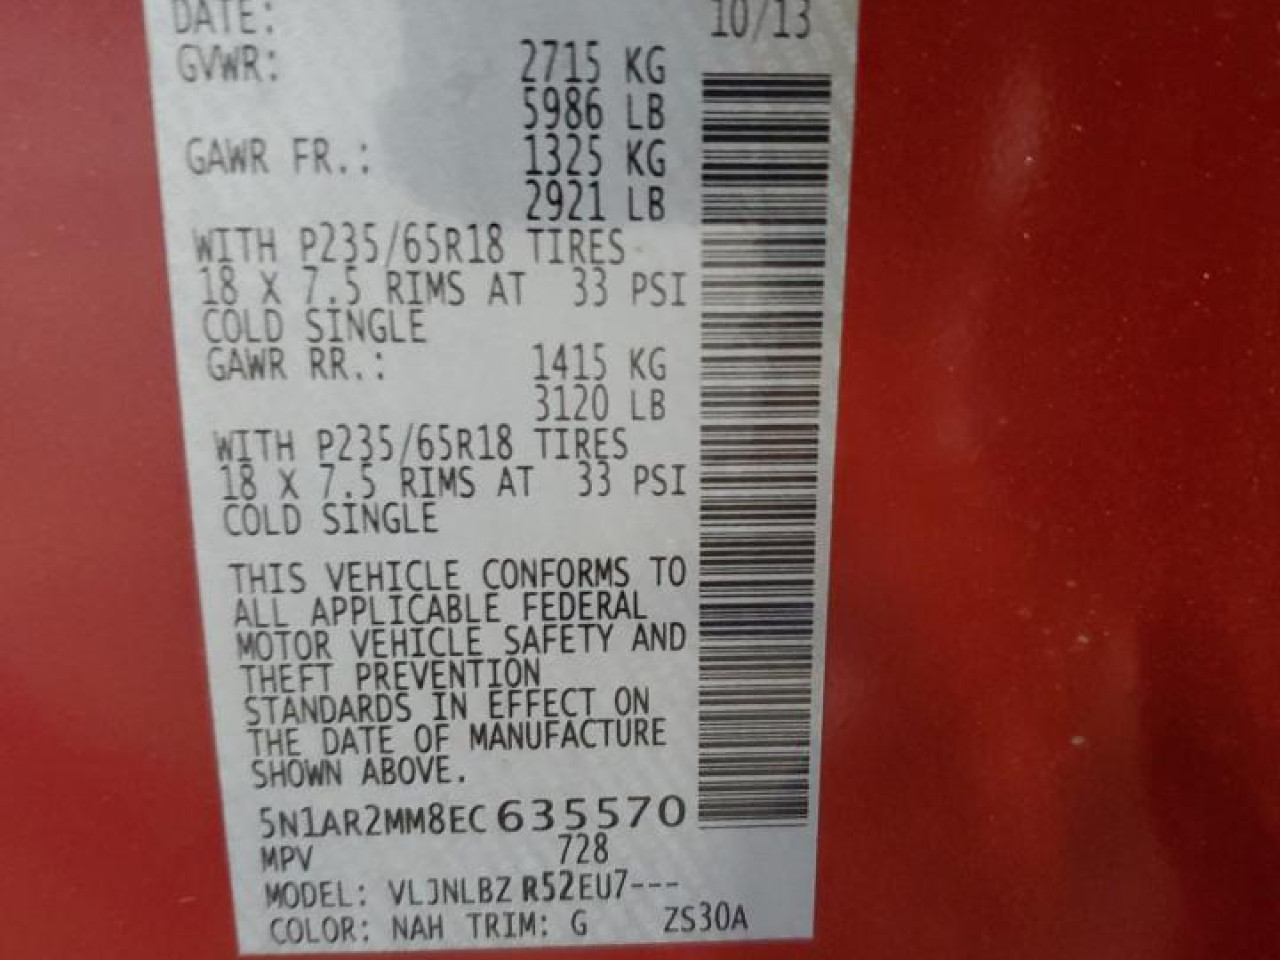 DATE: 10/13
GVWR: 2715 KG
5986 LB
GAWR FR.: 1325 KG
2921 LB
WITH P235/65R18 TIRES
18 X 7.5 RIMS AT 33 PSI
COLD SINGLE
GAWR RR.: 1415 KG
3120 LB
WITH P235/65R18 TIRES
18 X 7.5 RIMS AT 33 PSI
COLD SINGLE
THIS VEHICLE CONFORMS TO
ALL APPLICABLE FEDERAL
MOTOR VEHICLE SAFETY AND
THEFT PREVENTION
STANDARDS IN EFFECT ON
THE DATE OF MANUFACTURE
SHOWN ABOVE.
5N1AR2MM8EC635570
MPV 728
MODEL: VLJNLBZ R52EU7---
COLOR: NAH TRIM: G ZS30A